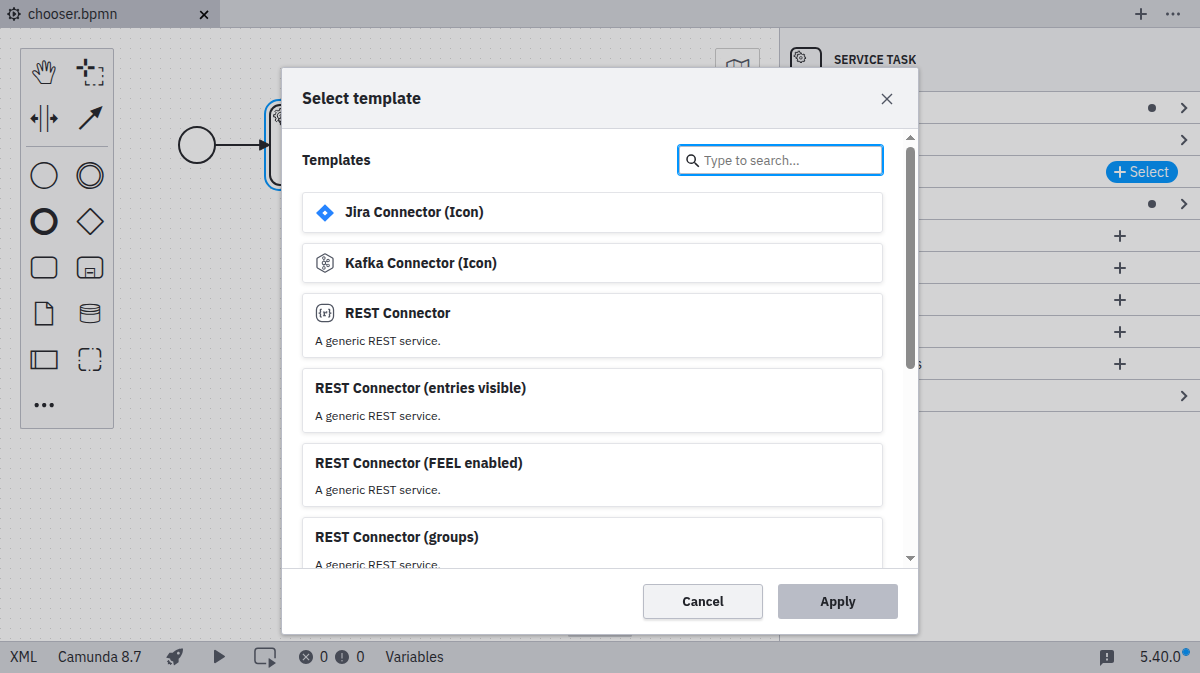 chooser.bpmn
SERVICE TASK
Select template
Templates
Type to search...
Select
Jira Connector (Icon)
Kafka Connector (Icon)
REST Connector
A generic REST service.
REST Connector (entries visible)
A generic REST service.
REST Connector (FEEL enabled)
A generic REST service.
REST Connector (groups)
A generic REST service.
Cancel
Apply
XML
Camunda 8.7
0
0
Variables
5.40.0